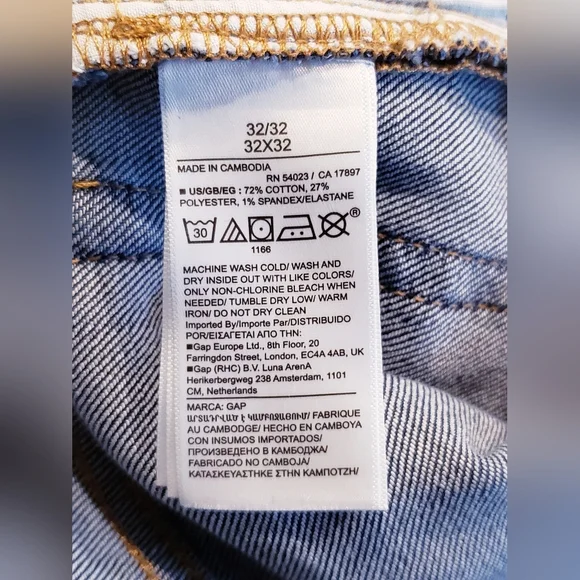 32/32
32X32
MADE IN CAMBODIA
RN 54023 / CA 17897
■ US/GB/EG : 72% COTTON, 27%
POLYESTER, 1% SPANDEX/ELASTANE
30
®
1166
MACHINE WASH COLD/ WASH AND
DRY INSIDE OUT WITH LIKE COLORS/
ONLY NON-CHLORINE BLEACH WHEN
NEEDED/ TUMBLE DRY LOW/ WARM
IRON/ DO NOT DRY CLEAN
Imported By/Importe Par/DISTRIBUIDO
POR/ΕΙΣΑΓΕΤΑΙ ΑΠΟ ΤΗΝ:
■Gap Europe Ltd., 8th Floor, 20
Farringdon Street, London, EC4A 4AB, UK
■Gap (RHC) B.V. Luna ArenA
Herikerbergweg 238 Amsterdam, 1101
CM, Netherlands
MARCA: GAP
ԱՐՏԱԴՐՎԱԾ Է ԿԱՄԲՈՋԱՅՈՒՄ/ FABRIQUE
AU CAMBODGE/ HECHO EN CAMBOYA
CON INSUMOS IMPORTADOS/
ПРОИЗВЕДЕНО В КАМБОДЖЕ/
FABRICADO NO CAMBOJA/
ΚΑΤΑΣΚΕΥΑΣΤΗΚΕ ΣΤΗΝ ΚΑΜΠΟΤΖΗ/